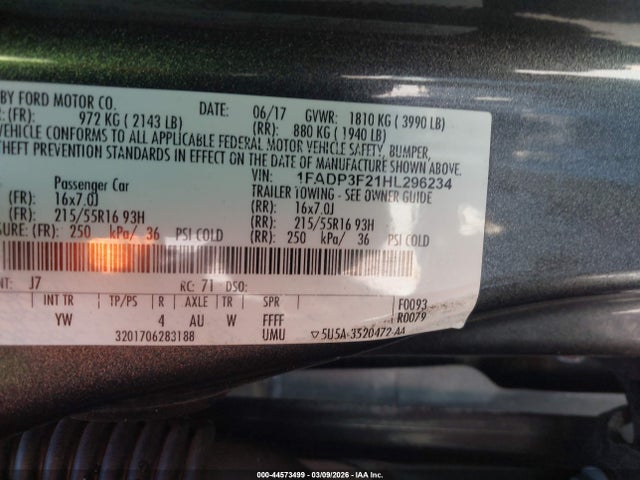 BY FORD MOTOR CO. DATE: 06/17 GVWR: 1810 KG ( 3990 LB)
(FR): 972 KG ( 2143 LB) (RR): 880 KG ( 1940 LB)
VEHICLE CONFORMS TO ALL APPLICABLE FEDERAL MOTOR VEHICLE SAFETY, BUMPER,
THEFT PREVENTION STANDARDS IN EFFECT ON THE DATE OF MANUFACTURE SHOWN ABOVE.
VIN: 1FADP3F21HL296234
Passenger Car TRAILER TOWING - SEE OWNER GUIDE
(FR): 16x7.0J (RR): 16x7.0J
(FR): 215/55R16 93H (RR): 215/55R16 93H
(FR): 250 kPa/ 36 PSI COLD (RR): 250 kPa/ 36 PSI COLD
J7 RC: 71 DSO:
INT TR TP/PS R AXLE TR SPR F0093
YW 4 AU W FFFF R0079
3201706283188 UMU ▽5U5A-3520472-AA
000-44573499 | 03/09/2026 | IAA Inc.